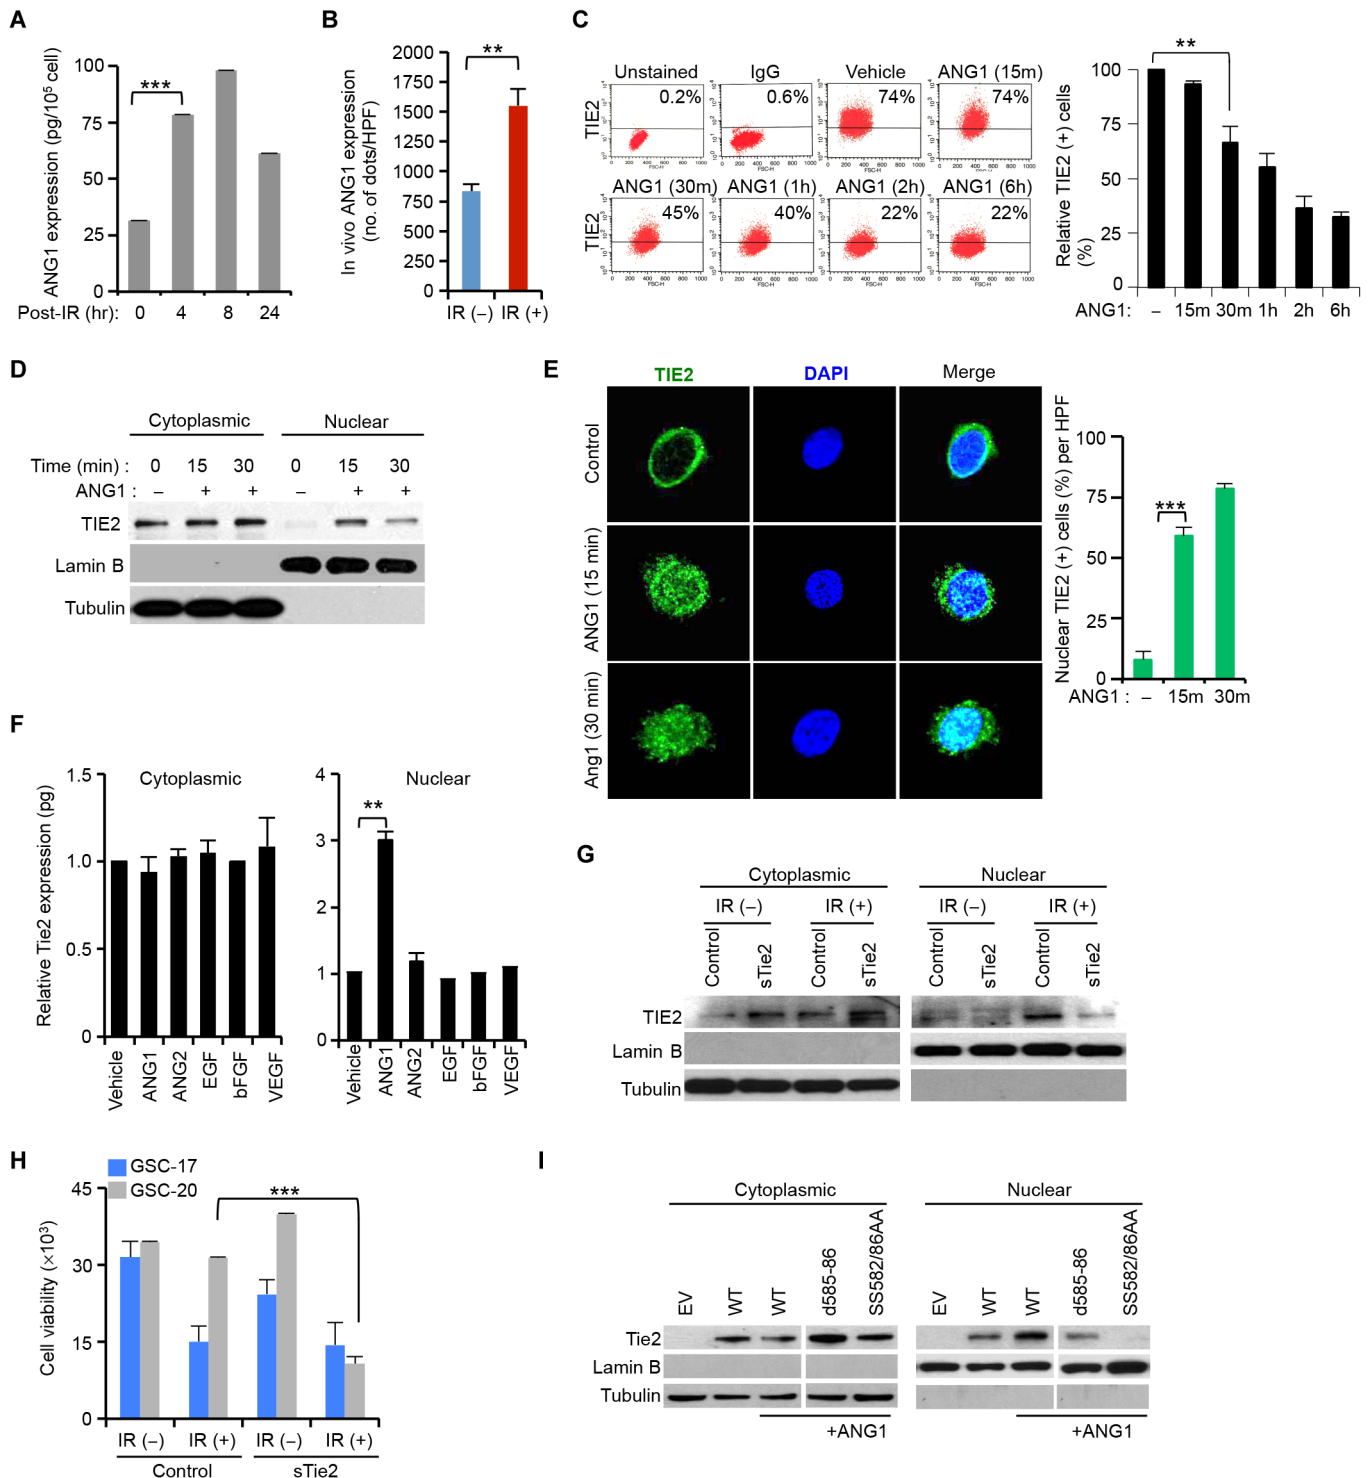 A
ANG1 expression (pg/10⁵ cell)
100
75
50
25
0
***
Post-IR (hr): 0 4 8 24
B
In vivo ANG1 expression
(no. of dots/HPF)
2000
1750
1500
1250
1000
750
500
250
0
**
IR (–) IR (+)
C
Unstained IgG Vehicle ANG1 (15m)
TIE2
0.2% 0.6% 74% 74%
ANG1 (30m) ANG1 (1h) ANG1 (2h) ANG1 (6h)
TIE2
45% 40% 22% 22%
FSC-H
Relative TIE2 (+) cells
(%)
100
75
50
25
0
**
ANG1: – 15m 30m 1h 2h 6h
D
Cytoplasmic Nuclear
Time (min) : 0 15 30 0 15 30
ANG1 : – + + – + +
TIE2
Lamin B
Tubulin
E
TIE2 DAPI Merge
Control
ANG1 (15 min)
Ang1 (30 min)
Nuclear TIE2 (+) cells (%) per HPF
100
75
50
25
0
***
ANG1 : – 15m 30m
F
Relative Tie2 expression (pg)
Cytoplasmic
1.5
1.0
0.5
0
Vehicle ANG1 ANG2 EGF bFGF VEGF
Nuclear
4
3
2
1
0
**
Vehicle ANG1 ANG2 EGF bFGF VEGF
G
Cytoplasmic Nuclear
IR (–) IR (+) IR (–) IR (+)
Control sTie2 Control sTie2 Control sTie2 Control sTie2
TIE2
Lamin B
Tubulin
H
GSC-17
GSC-20
Cell viability (×10³)
45
30
15
0
***
IR (–) IR (+) IR (–) IR (+)
Control sTie2
I
Cytoplasmic Nuclear
EV WT WT d585-86 SS582/86AA EV WT WT d585-86 SS582/86AA
Tie2
Lamin B
Tubulin
+ANG1 +ANG1